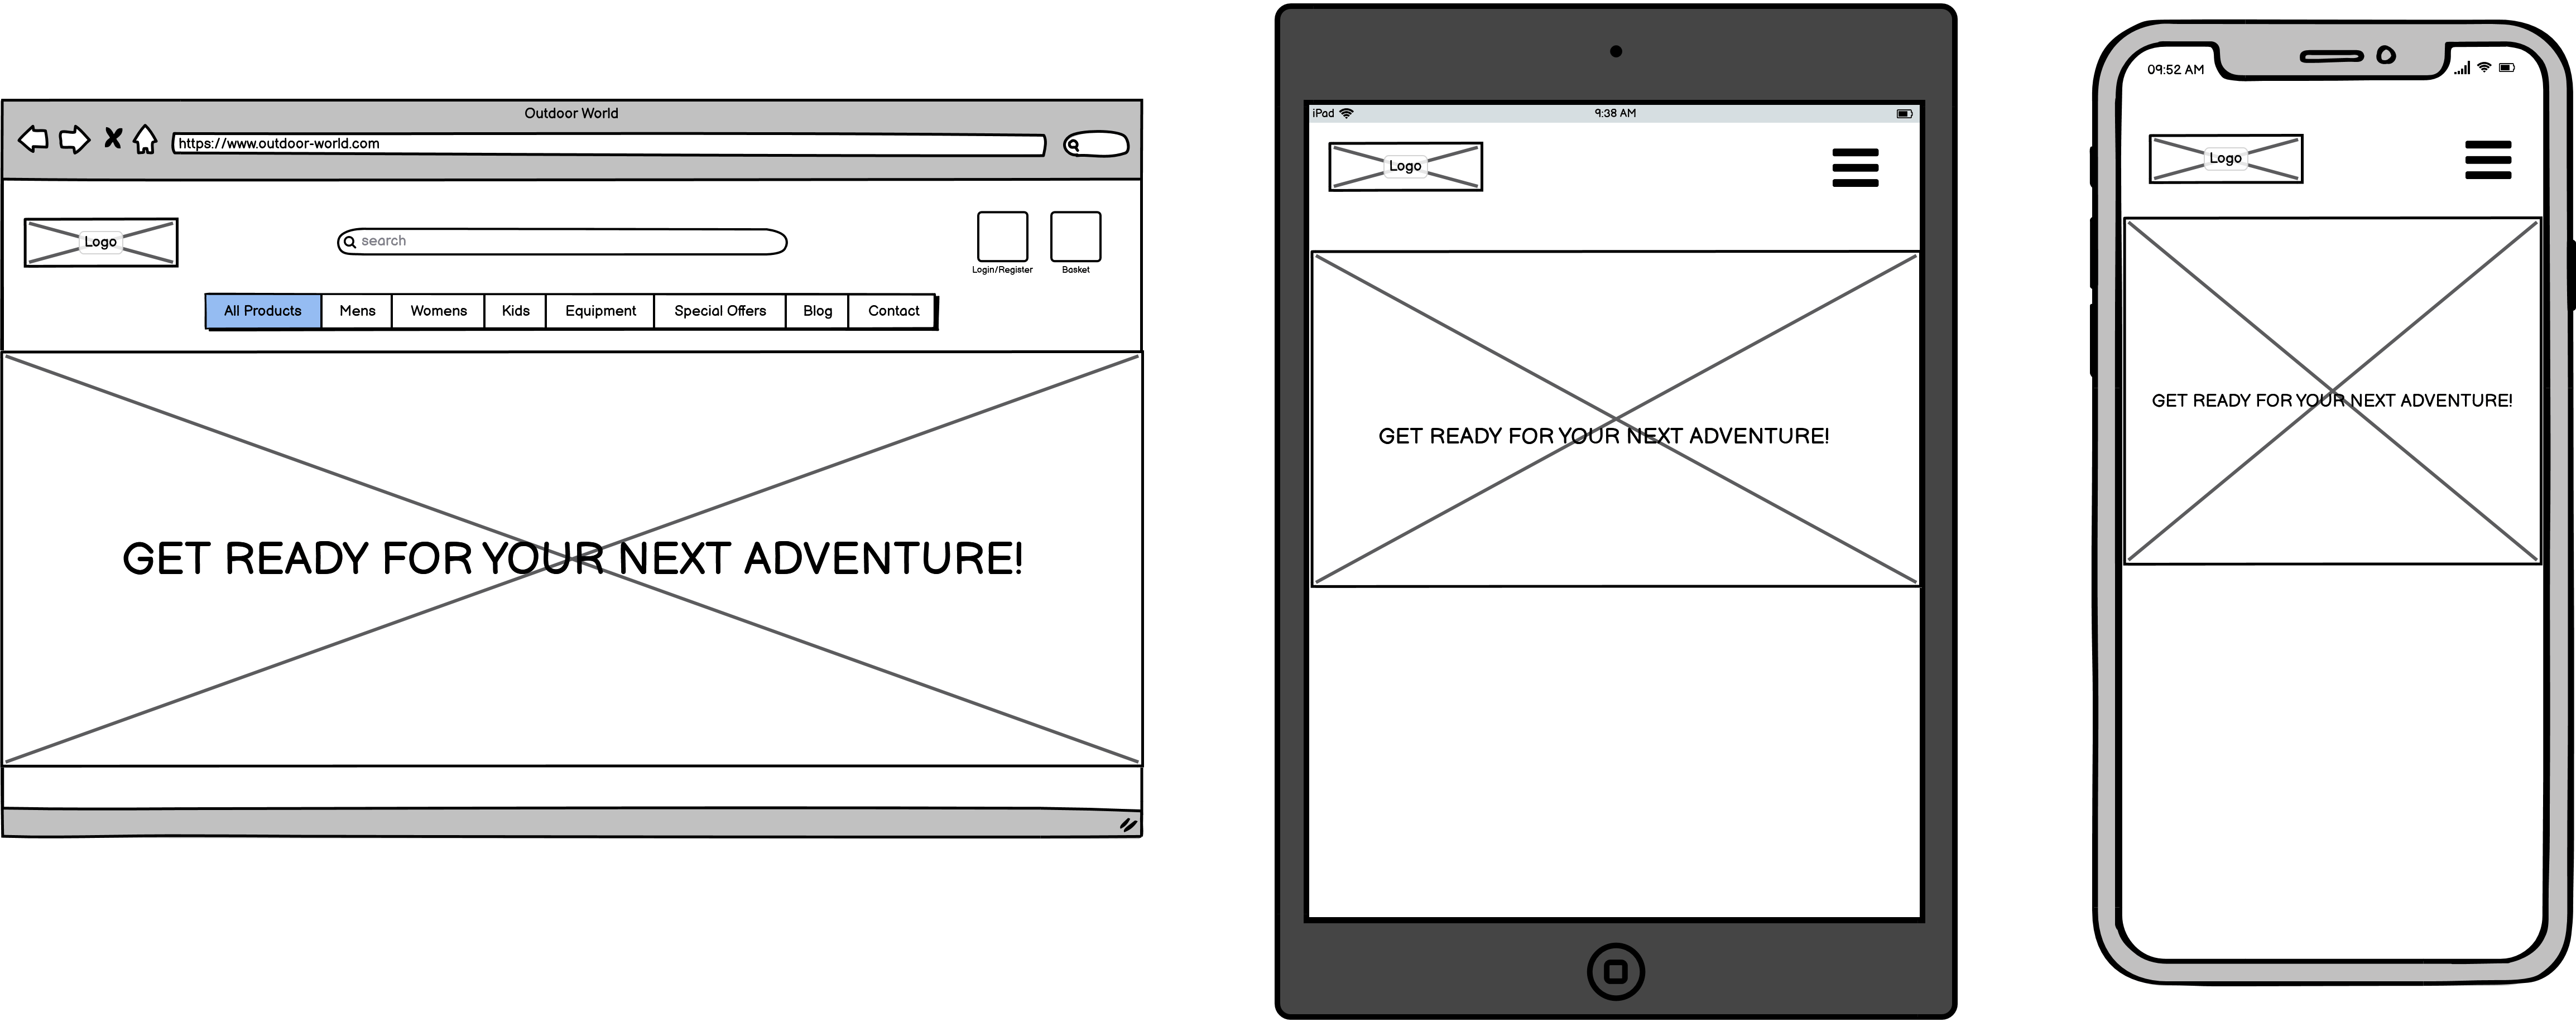 Outdoor World
https://www.outdoor-world.com
Logo
search
Login/Register
Basket
All Products
Mens
Womens
Kids
Equipment
Special Offers
Blog
Contact
GET READY FOR YOUR NEXT ADVENTURE!
iPad
9:38 AM
Logo
GET READY FOR YOUR NEXT ADVENTURE!
09:52 AM
Logo
GET READY FOR YOUR NEXT ADVENTURE!